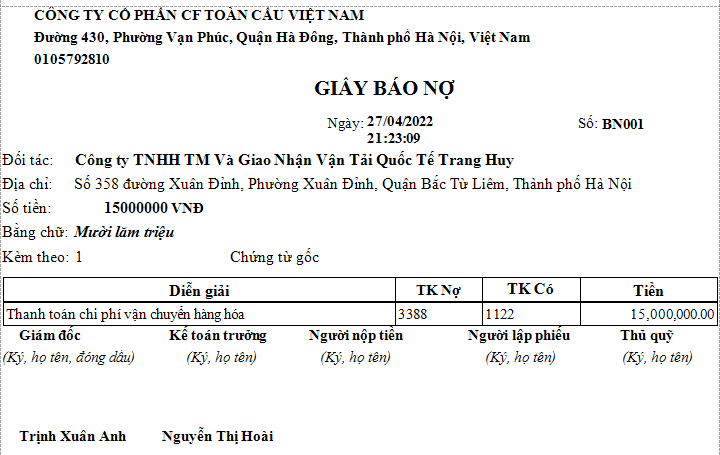 CÔNG TY CỔ PHẦN CF TOÀN CẦU VIỆT NAM
Đường 430, Phường Vạn Phúc, Quận Hà Đông, Thành phố Hà Nội, Việt Nam
0105792810
GIẤY BÁO NỢ
Ngày: 27/04/2022 Số: BN001
21:23:09
Đối tác: Công ty TNHH TM Và Giao Nhận Vận Tải Quốc Tế Trang Huy
Địa chỉ: Số 358 đường Xuân Đỉnh, Phường Xuân Đỉnh, Quận Bắc Từ Liêm, Thành phố Hà Nội
Số tiền: 15000000 VNĐ
Bằng chữ: Mười lăm triệu
Kèm theo: 1 Chứng từ gốc
Diễn giải TK Nợ TK Có Tiền
Thanh toán chi phí vận chuyển hàng hóa 3388 1122 15,000,000.00
Giám đốc Kế toán trưởng Người nộp tiền Người lập phiếu Thủ quỹ
(Ký, họ tên, đóng dấu) (Ký, họ tên) (Ký, họ tên) (Ký, họ tên) (Ký, họ tên)
Trịnh Xuân Anh Nguyễn Thị Hoài